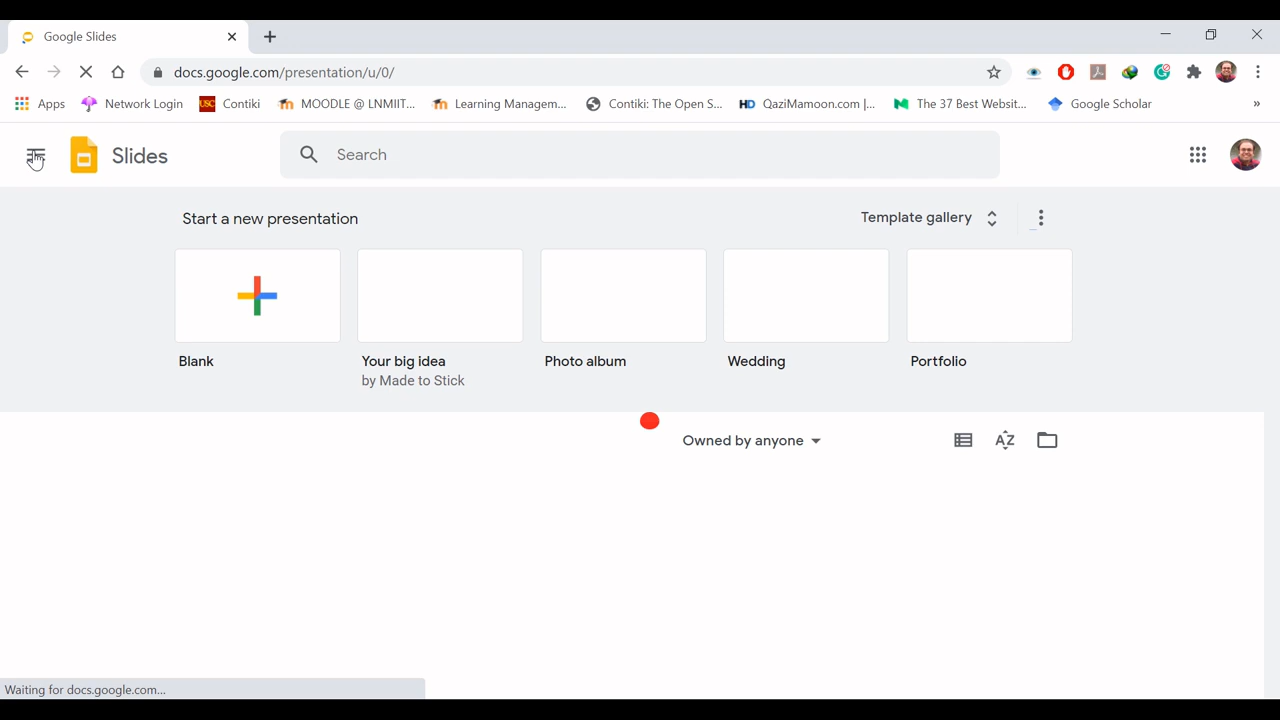 Google Slides
docs.google.com/presentation/u/0/
Apps Network Login USC Contiki MOODLE @ LNMIIT... Learning Managem... Contiki: The Open S... HD QaziMamoon.com |... The 37 Best Websit... Google Scholar »
Slides
Search
Start a new presentation
Template gallery
Blank
Your big idea
by Made to Stick
Photo album
Wedding
Portfolio
Owned by anyone
AZ
Waiting for docs.google.com...